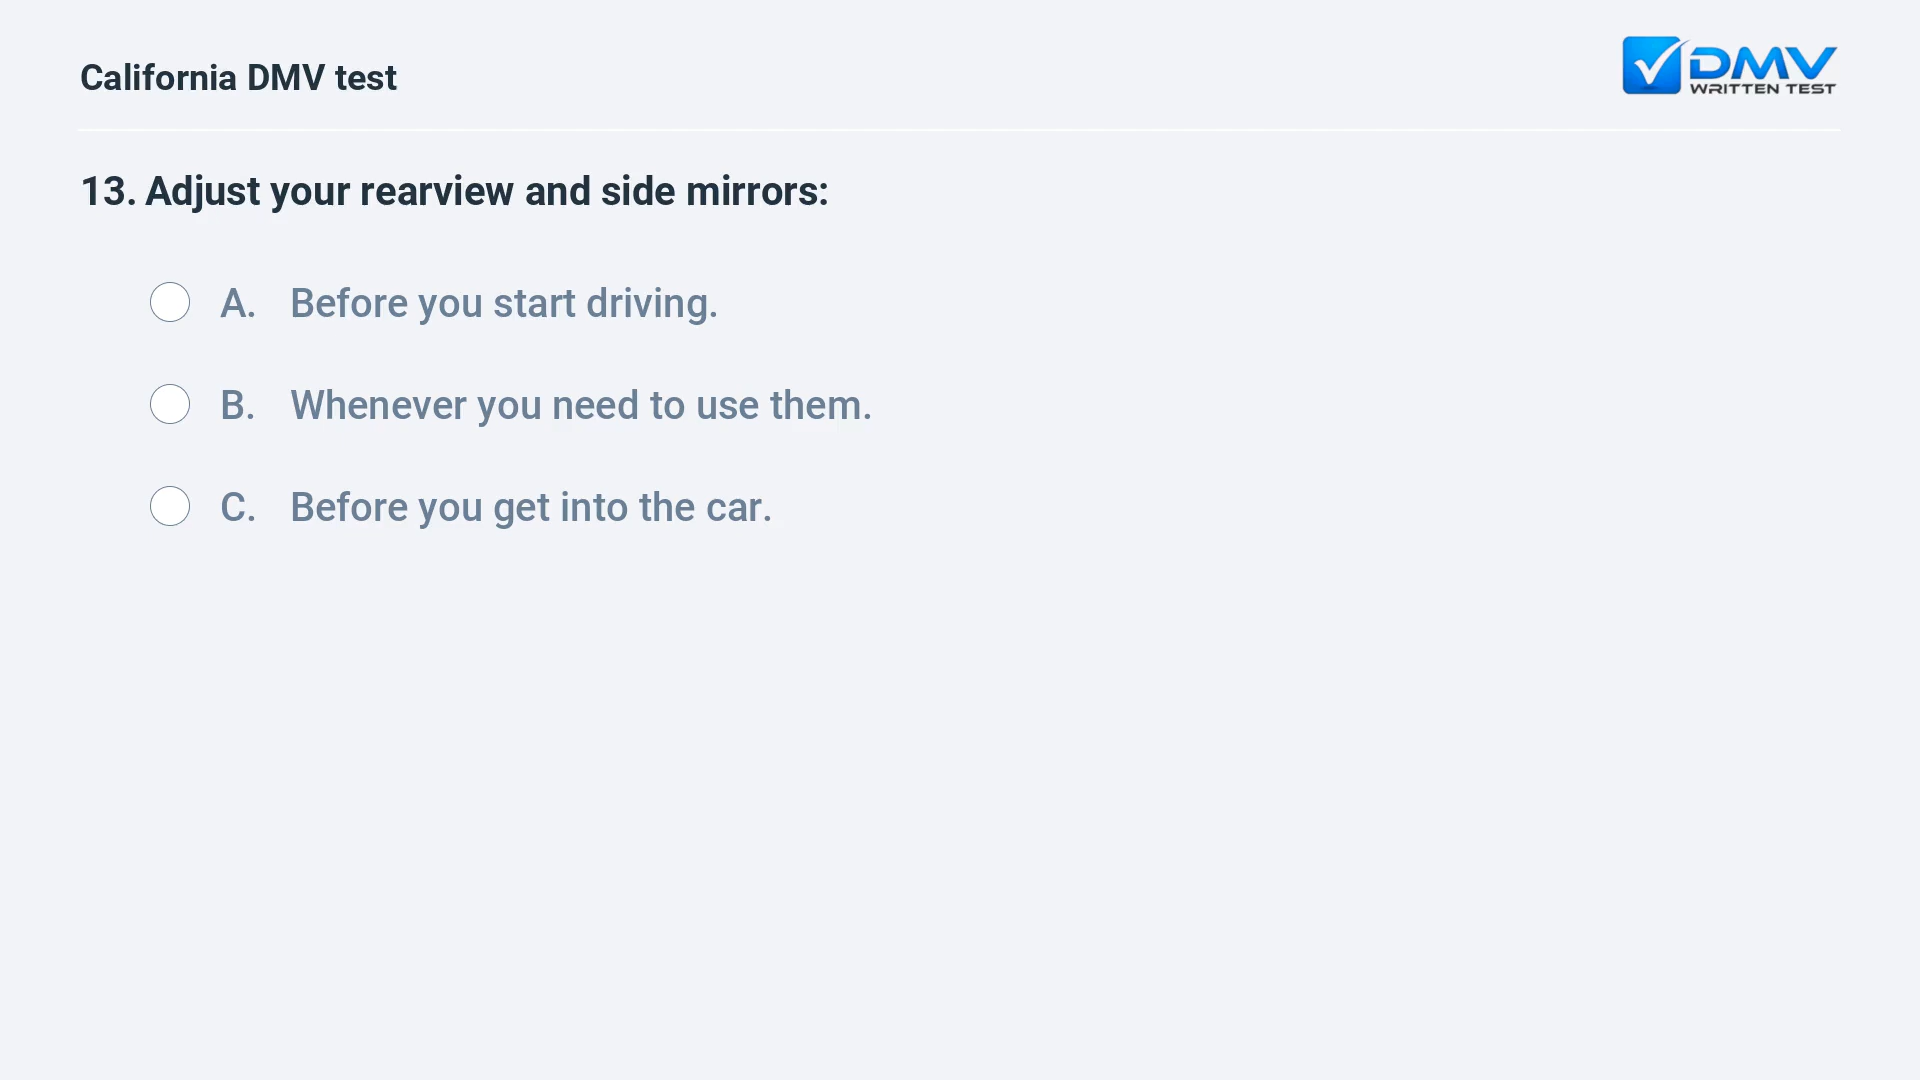 California DMV test
DMV
WRITTEN TEST
13. Adjust your rearview and side mirrors:
A. Before you start driving.
B. Whenever you need to use them.
C. Before you get into the car.